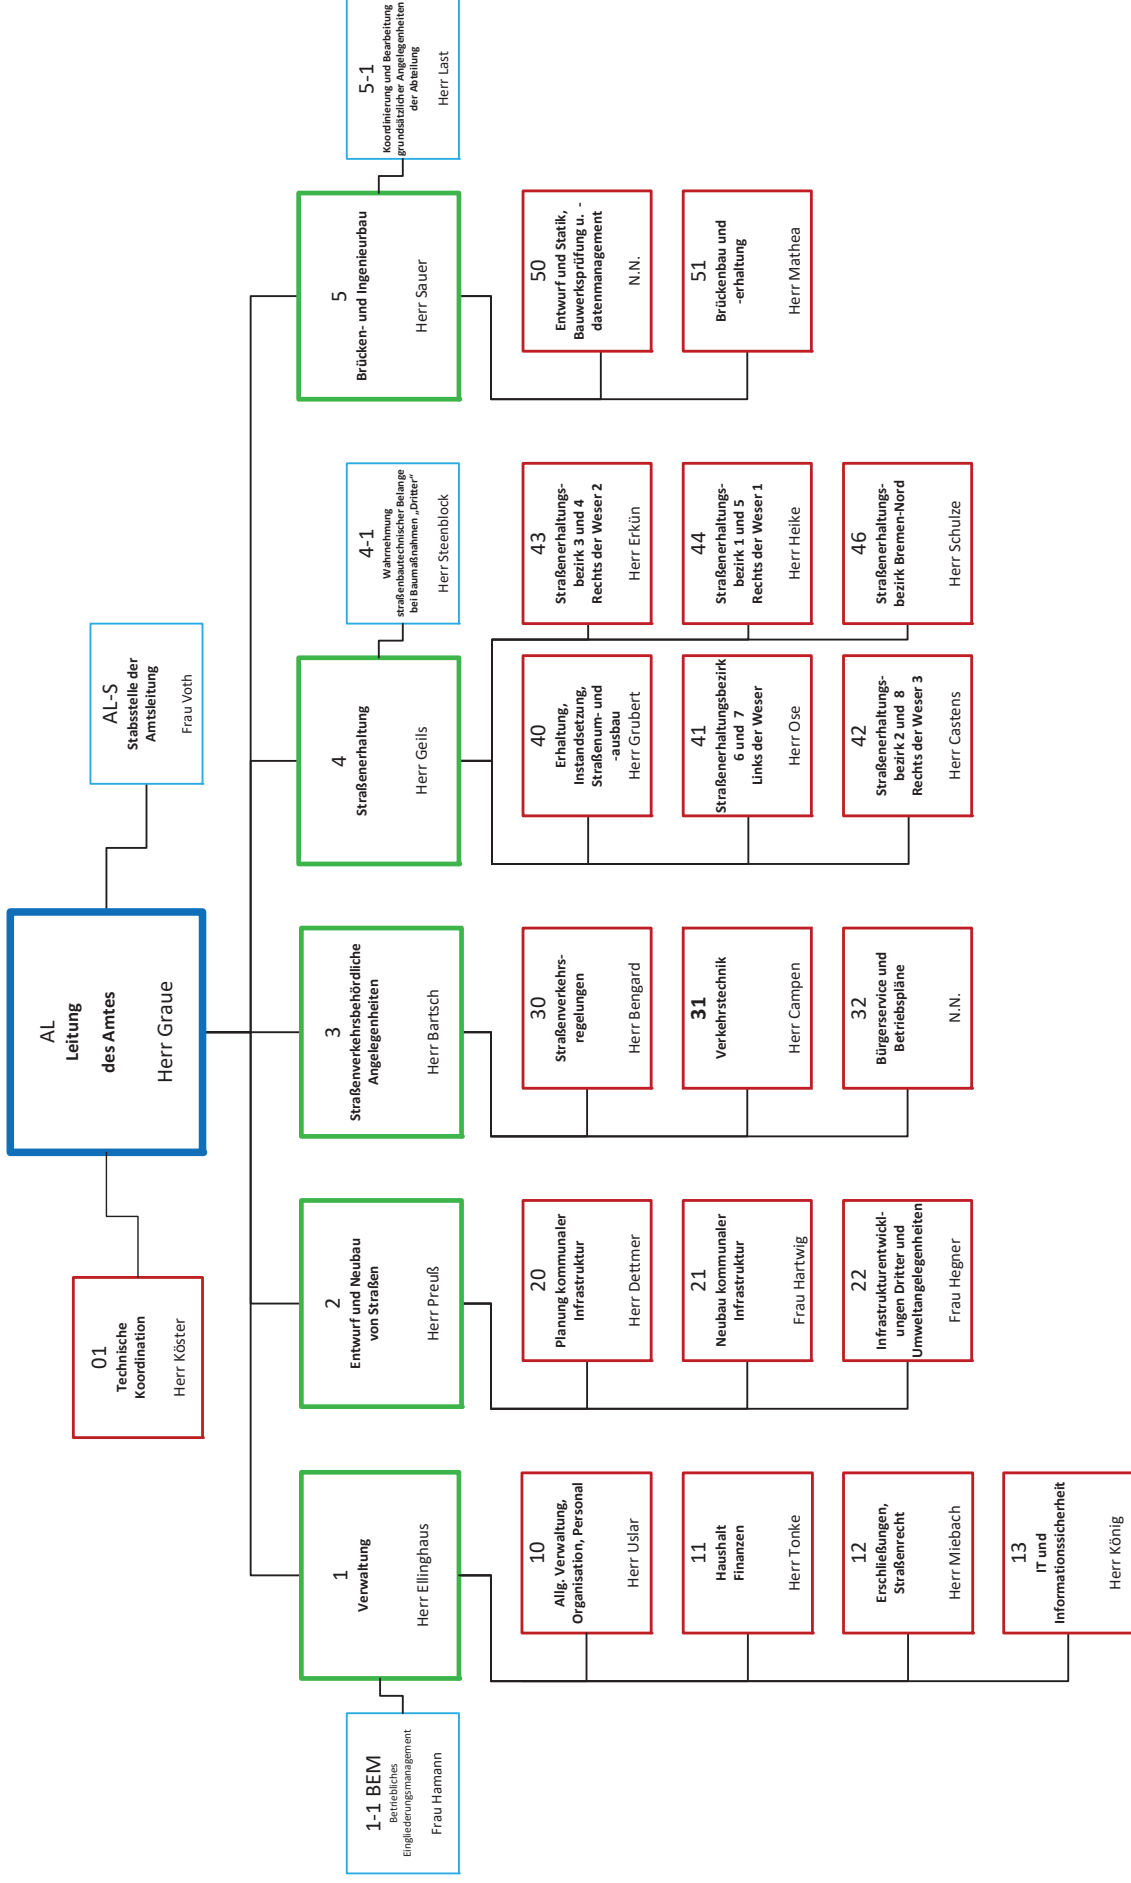 AL
Leitung
des Amtes
Herr Graue
01
Technische
Koordination
Herr Köster
AL-S
Stabsstelle der
Amtsleitung
Frau Voth
1-1 BEM
Betriebliches
Eingliederungsmanagement
Frau Hamann
1
Verwaltung
Herr Ellinghaus
10
Allg. Verwaltung,
Organisation, Personal
Herr Uslar
11
Haushalt
Finanzen
Herr Tonke
12
Erschließungen,
Straßenrecht
Herr Miebach
13
IT und
Informationssicherheit
Herr König
2
Entwurf und Neubau
von Straßen
Herr Preuß
20
Planung kommunaler
Infrastruktur
Herr Dettmer
21
Neubau kommunaler
Infrastruktur
Frau Hartwig
22
Infrastrukturentwickl-
ungen Dritter und
Umweltangelegenheiten
Frau Hegner
3
Straßenverkehrsbehördliche
Angelegenheiten
Herr Bartsch
30
Straßenverkehrs-
regelungen
Herr Bengard
31
Verkehrstechnik
Herr Campen
32
Bürgerservice und
Betriebspläne
N.N.
4
Straßenerhaltung
Herr Geils
4-1
Wahrnehmung
straßenbautechnischer Belange
bei Baumaßnahmen „Dritter“
Herr Steenblock
40
Erhaltung,
Instandsetzung,
Straßenum- und
-ausbau
Herr Grubert
41
Straßenerhaltungsbezirk
6 und 7
Links der Weser
Herr Ose
42
Straßenerhaltungs-
bezirk 2 und 8
Rechts der Weser 3
Herr Castens
43
Straßenerhaltungs-
bezirk 3 und 4
Rechts der Weser 2
Herr Erkün
44
Straßenerhaltungs-
bezirk 1 und 5
Rechts der Weser 1
Herr Heike
46
Straßenerhaltungs-
bezirk Bremen-Nord
Herr Schulze
5
Brücken- und Ingenieurbau
Herr Sauer
5-1
Koordinierung und Bearbeitung
grundsätzlicher Angelegenheiten
der Abteilung
Herr Last
50
Entwurf und Statik,
Bauwerksprüfung u. -
datenmanagement
N.N.
51
Brückenbau und
-erhaltung
Herr Mathea